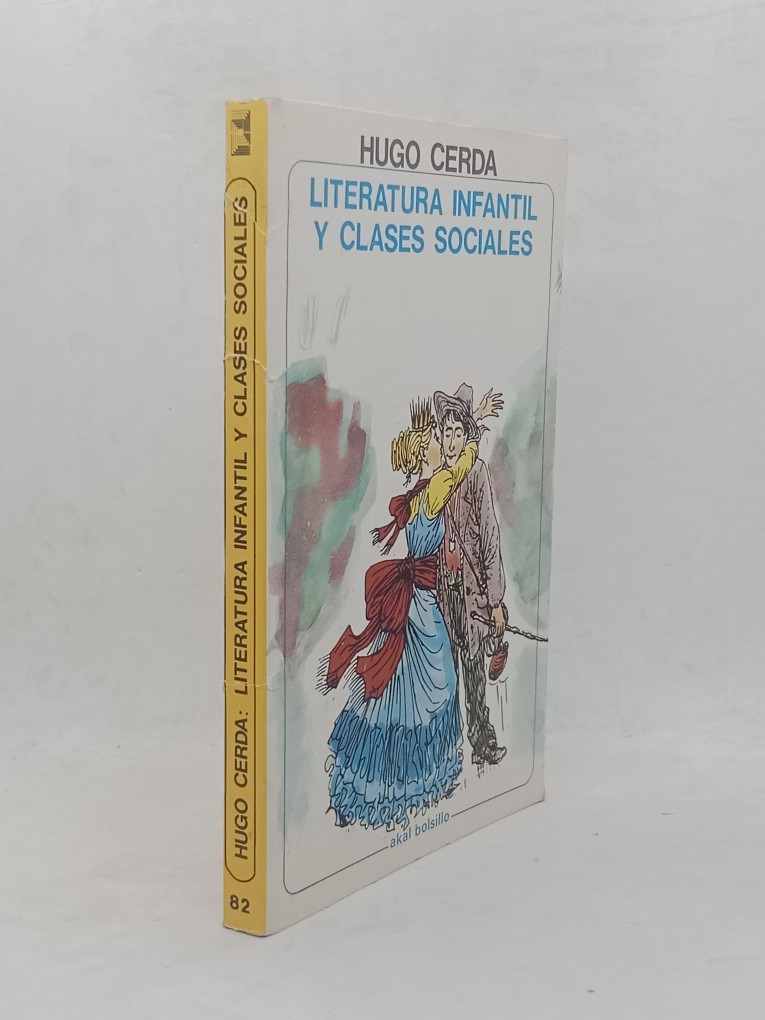 HUGO CERDA
LITERATURA INFANTIL
Y CLASES SOCIALES
akal bolsillo
HUGO CERDA: LITERATURA INFANTIL Y CLASES SOCIALES
82